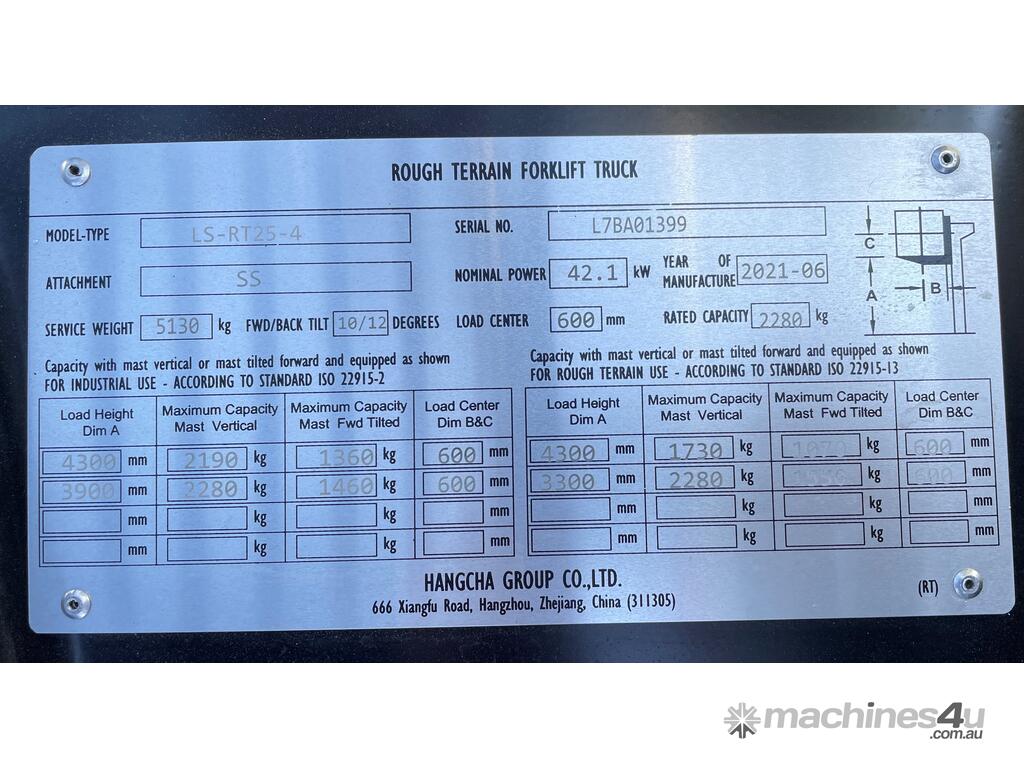 ROUGH TERRAIN FORKLIFT TRUCK
MODEL-TYPE LS-RT25-4 SERIAL NO. L7BA01399
ATTACHMENT SS NOMINAL POWER 42.1 kW YEAR OF MANUFACTURE 2021-06
SERVICE WEIGHT 5130 kg FWD/BACK TILT 10/12 DEGREES LOAD CENTER 600 mm RATED CAPACITY 2280 kg
C
B
A
Capacity with mast vertical or mast tilted forward and equipped as shown
FOR INDUSTRIAL USE - ACCORDING TO STANDARD ISO 22915-2
Load Height Dim A Maximum Capacity Mast Vertical Maximum Capacity Mast Fwd Tilted Load Center Dim B&C
4300 mm 2190 kg 1360 kg 600 mm
3900 mm 2280 kg 1460 kg 600 mm
mm kg kg mm
mm kg kg mm
Capacity with mast vertical or mast tilted forward and equipped as shown
FOR ROUGH TERRAIN USE - ACCORDING TO STANDARD ISO 22915-13
Load Height Dim A Maximum Capacity Mast Vertical Maximum Capacity Mast Fwd Tilted Load Center Dim B&C
4300 mm 1730 kg kg 600 mm
3300 mm 2280 kg kg 600 mm
mm kg kg mm
mm kg kg mm
HANGCHA GROUP CO.,LTD.
666 Xiangfu Road, Hangzhou, Zhejiang, China (311305)
(RT)
machines4u
.com.au